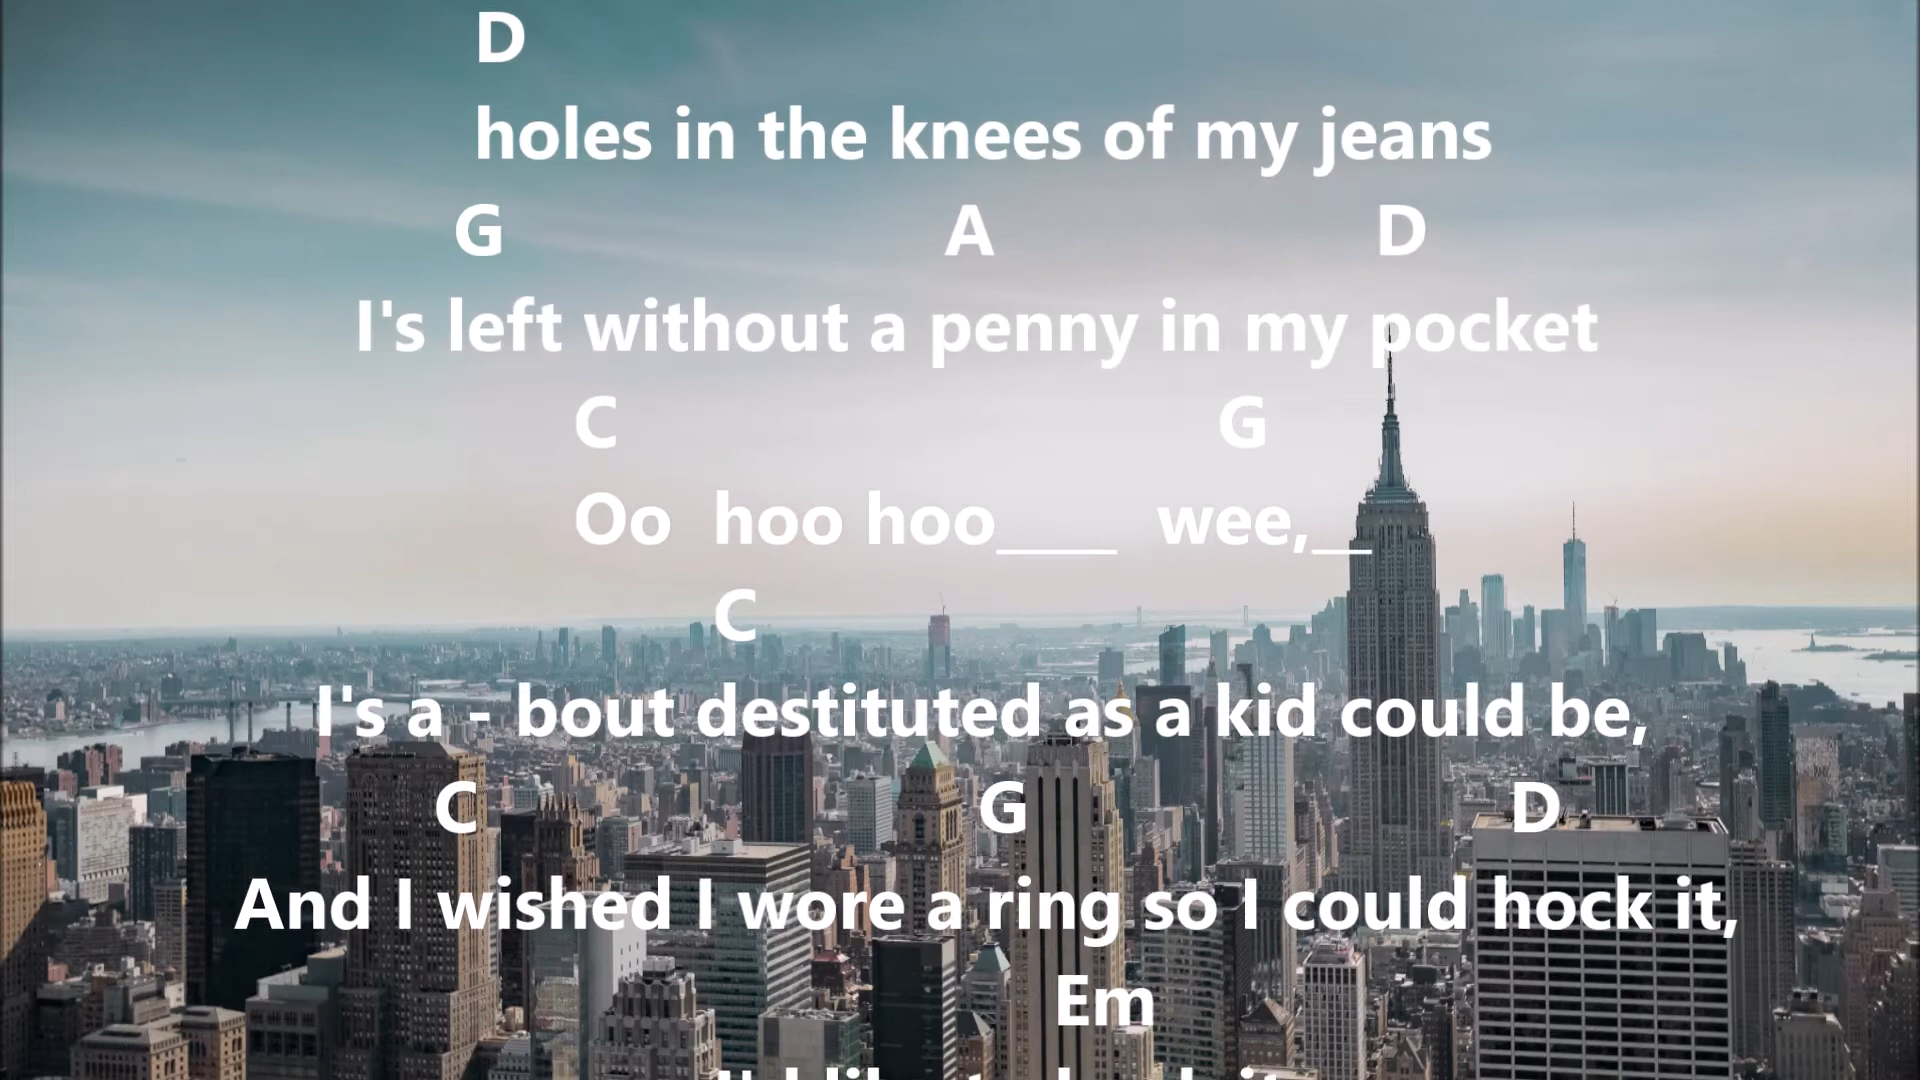 D
holes in the knees of my jeans
G A D
I's left without a penny in my pocket
C G
Oo hoo hoo____ wee,__
C
I's a - bout destituted as a kid could be,
C G D
And I wished I wore a ring so I could hock it,
Em